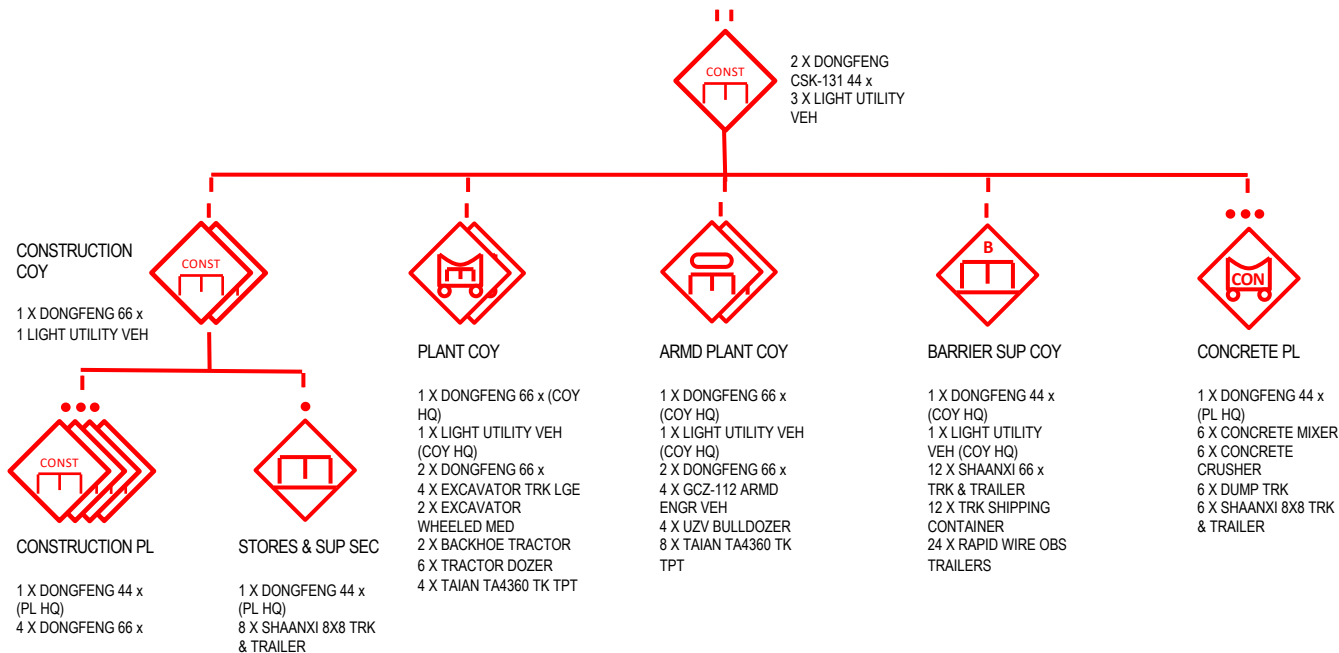 CONST
2 X DONGFENG
CSK-131 44 x
3 X LIGHT UTILITY
VEH
CONSTRUCTION
COY
1 X DONGFENG 66 x
1 LIGHT UTILITY VEH
CONST
B
CON
PLANT COY
1 X DONGFENG 66 x (COY
HQ)
1 X LIGHT UTILITY VEH
(COY HQ)
2 X DONGFENG 66 x
4 X EXCAVATOR TRK LGE
2 X EXCAVATOR
WHEELED MED
2 X BACKHOE TRACTOR
6 X TRACTOR DOZER
4 X TAIAN TA4360 TK TPT
ARMD PLANT COY
1 X DONGFENG 66 x
(COY HQ)
1 X LIGHT UTILITY VEH
(COY HQ)
2 X DONGFENG 66 x
4 X GCZ-112 ARMD
ENGR VEH
4 X UZV BULLDOZER
8 X TAIAN TA4360 TK
TPT
BARRIER SUP COY
1 X DONGFENG 44 x
(COY HQ)
1 X LIGHT UTILITY
VEH (COY HQ)
12 X SHAANXI 66 x
TRK & TRAILER
12 X TRK SHIPPING
CONTAINER
24 X RAPID WIRE OBS
TRAILERS
CONCRETE PL
1 X DONGFENG 44 x
(PL HQ)
6 X CONCRETE MIXER
6 X CONCRETE
CRUSHER
6 X DUMP TRK
6 X SHAANXI 8X8 TRK
& TRAILER
CONST
CONSTRUCTION PL
1 X DONGFENG 44 x
(PL HQ)
4 X DONGFENG 66 x
STORES & SUP SEC
1 X DONGFENG 44 x
(PL HQ)
8 X SHAANXI 8X8 TRK
& TRAILER